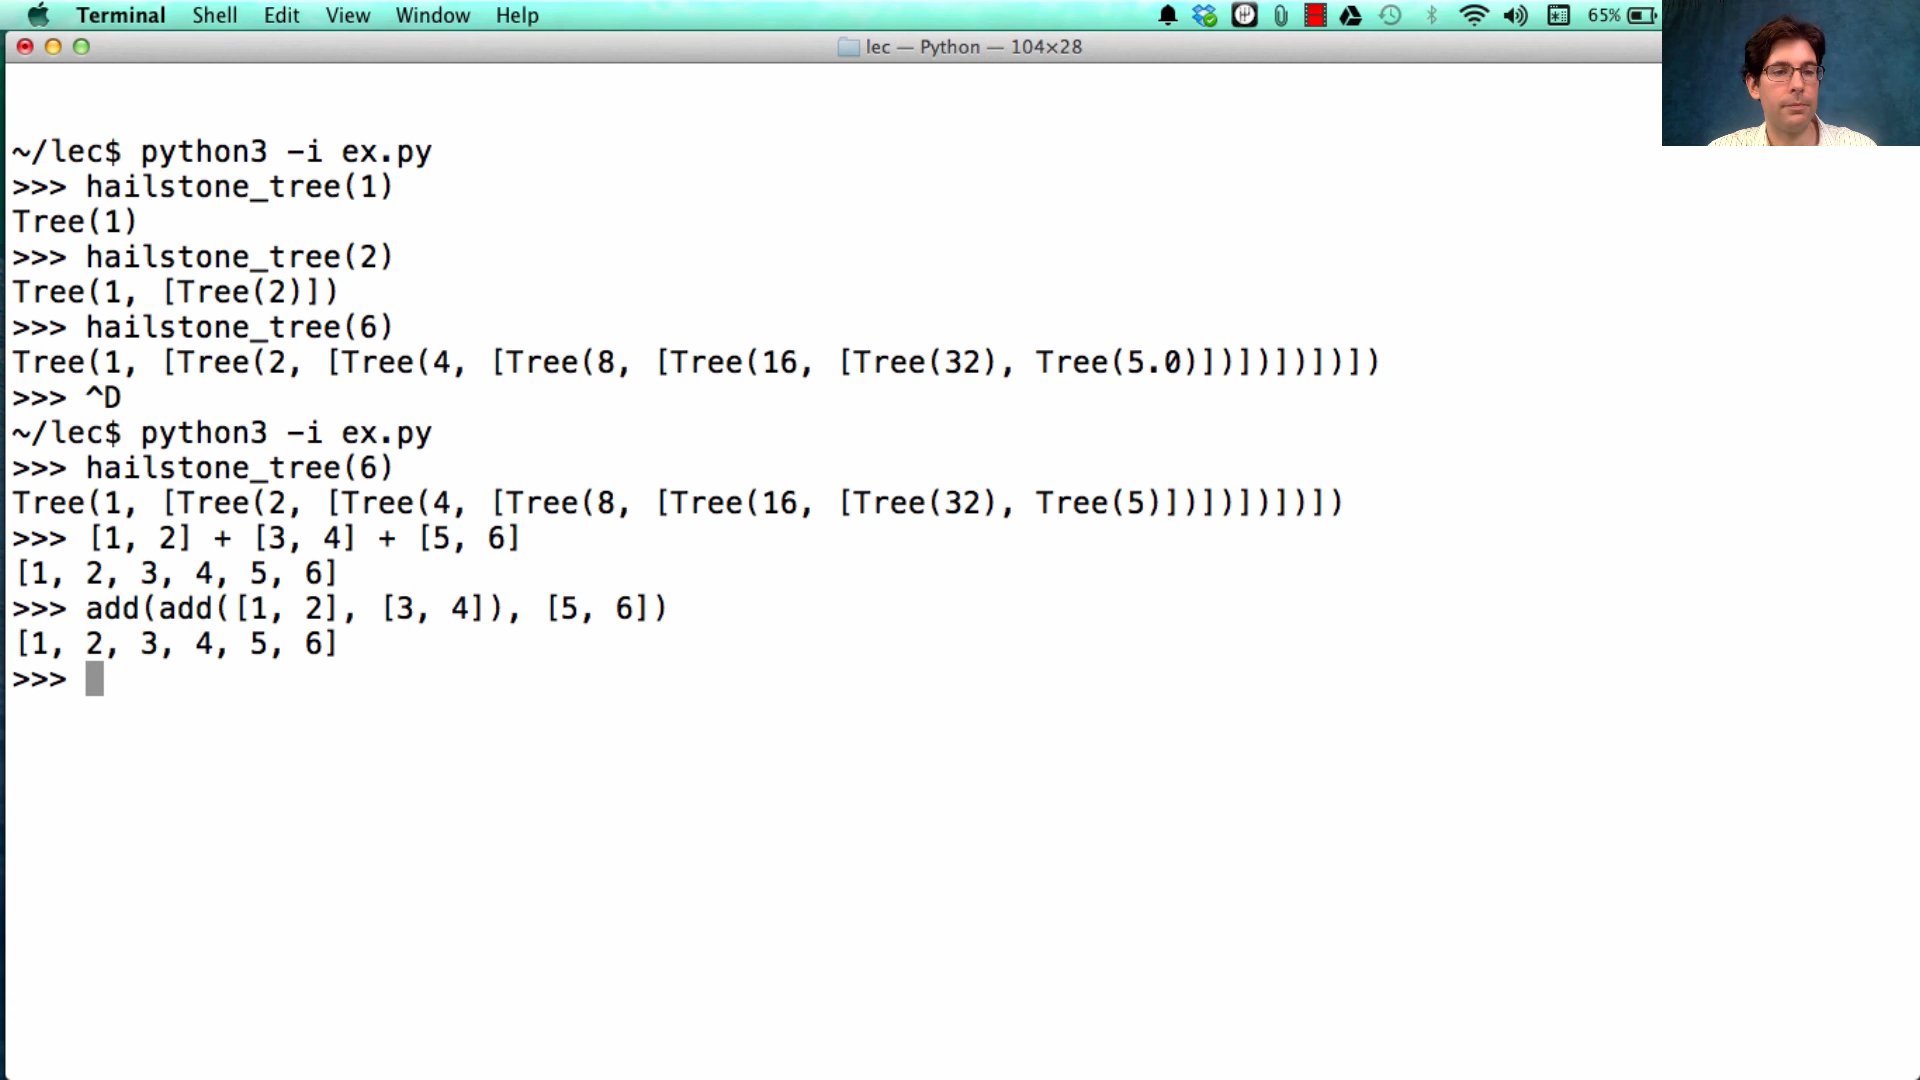 Terminal Shell Edit View Window Help 65%
lec — Python — 104×28
~/lec$ python3 -i ex.py
>>> hailstone_tree(1)
Tree(1)
>>> hailstone_tree(2)
Tree(1, [Tree(2)])
>>> hailstone_tree(6)
Tree(1, [Tree(2, [Tree(4, [Tree(8, [Tree(16, [Tree(32), Tree(5.0)])])])])])
>>> ^D
~/lec$ python3 -i ex.py
>>> hailstone_tree(6)
Tree(1, [Tree(2, [Tree(4, [Tree(8, [Tree(16, [Tree(32), Tree(5)])])])])])
>>> [1, 2] + [3, 4] + [5, 6]
[1, 2, 3, 4, 5, 6]
>>> add(add([1, 2], [3, 4]), [5, 6])
[1, 2, 3, 4, 5, 6]
>>>